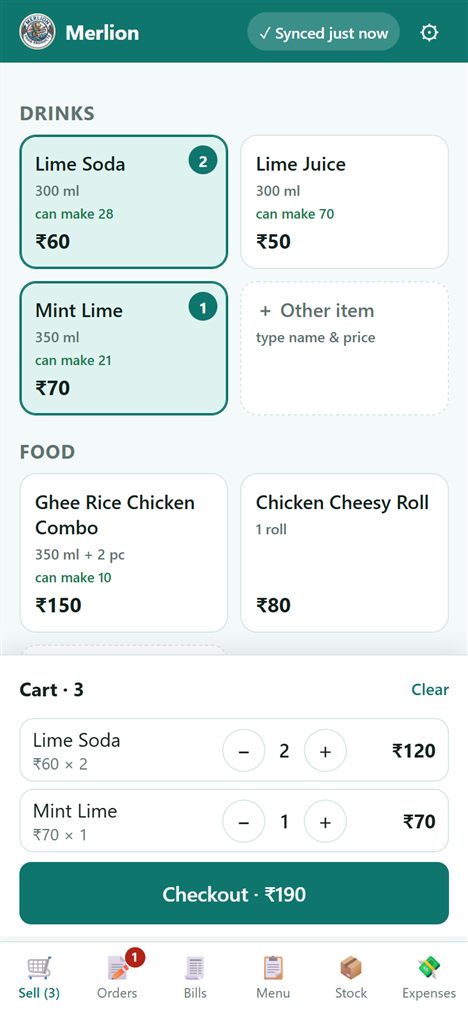 Merlion
✓ Synced just now
DRINKS
Lime Soda
2
300 ml
can make 28
₹60
Lime Juice
300 ml
can make 70
₹50
Mint Lime
1
350 ml
can make 21
₹70
+ Other item
type name & price
FOOD
Ghee Rice Chicken
Combo
350 ml + 2 pc
can make 10
₹150
Chicken Cheesy Roll
1 roll
₹80
Cart · 3
Clear
Lime Soda
₹60 × 2
− 2 +
₹120
Mint Lime
₹70 × 1
− 1 +
₹70
Checkout · ₹190
Sell (3)
1
Orders
Bills
Menu
Stock
Expenses